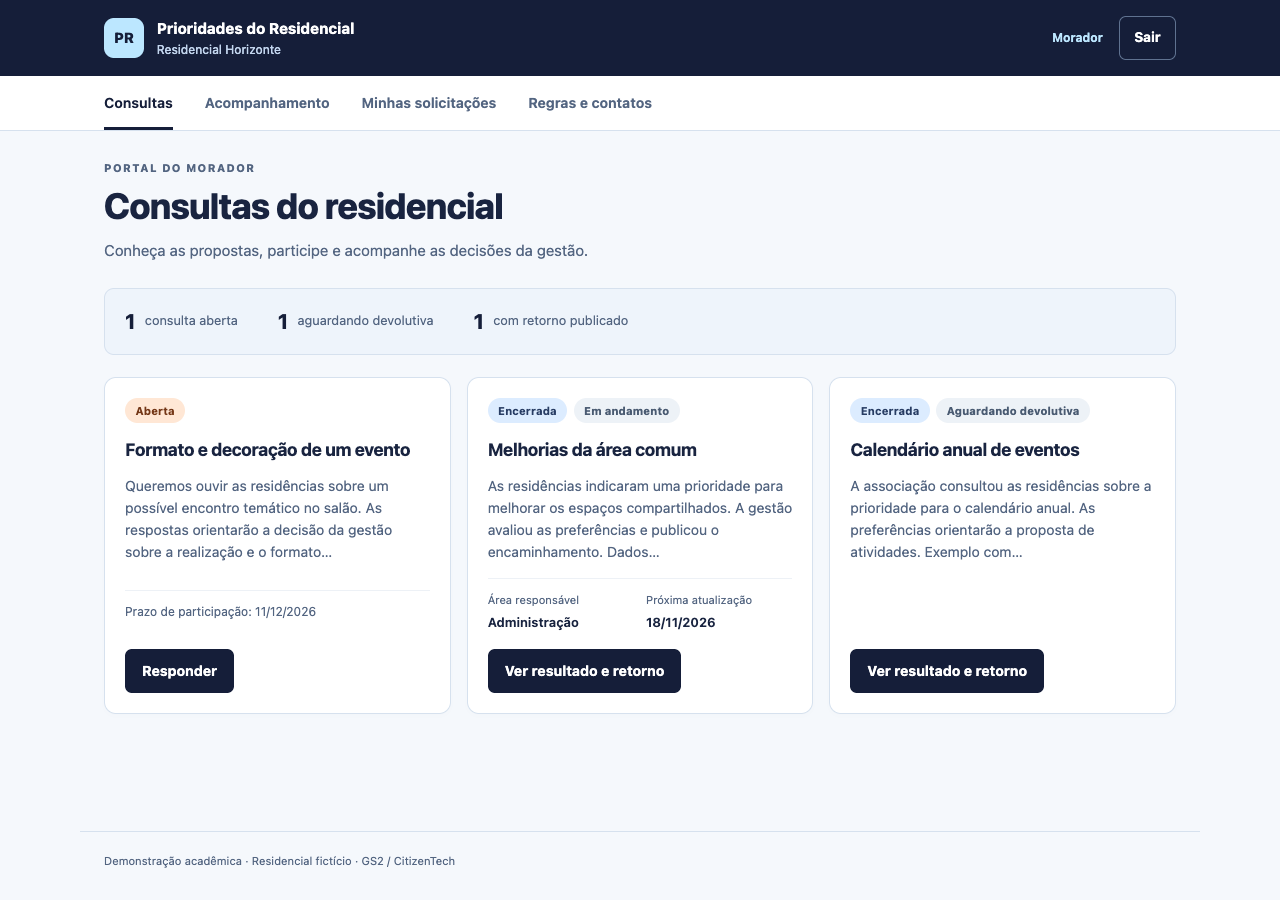 PR
Prioridades do Residencial
Residencial Horizonte
Morador
Sair
Consultas
Acompanhamento
Minhas solicitações
Regras e contatos
PORTAL DO MORADOR
Consultas do residencial
Conheça as propostas, participe e acompanhe as decisões da gestão.
1 consulta aberta
1 aguardando devolutiva
1 com retorno publicado
Aberta
Formato e decoração de um evento
Queremos ouvir as residências sobre um
possível encontro temático no salão. As
respostas orientarão a decisão da gestão
sobre a realização e o formato...
Prazo de participação: 11/12/2026
Responder
Encerrada
Em andamento
Melhorias da área comum
As residências indicaram uma prioridade para
melhorar os espaços compartilhados. A gestão
avaliou as preferências e publicou o
encaminhamento. Dados...
Área responsável
Administração
Próxima atualização
18/11/2026
Ver resultado e retorno
Encerrada
Aguardando devolutiva
Calendário anual de eventos
A associação consultou as residências sobre a
prioridade para o calendário anual. As
preferências orientarão a proposta de
atividades. Exemplo com...
Ver resultado e retorno
Demonstração acadêmica · Residencial fictício · GS2 / CitizenTech